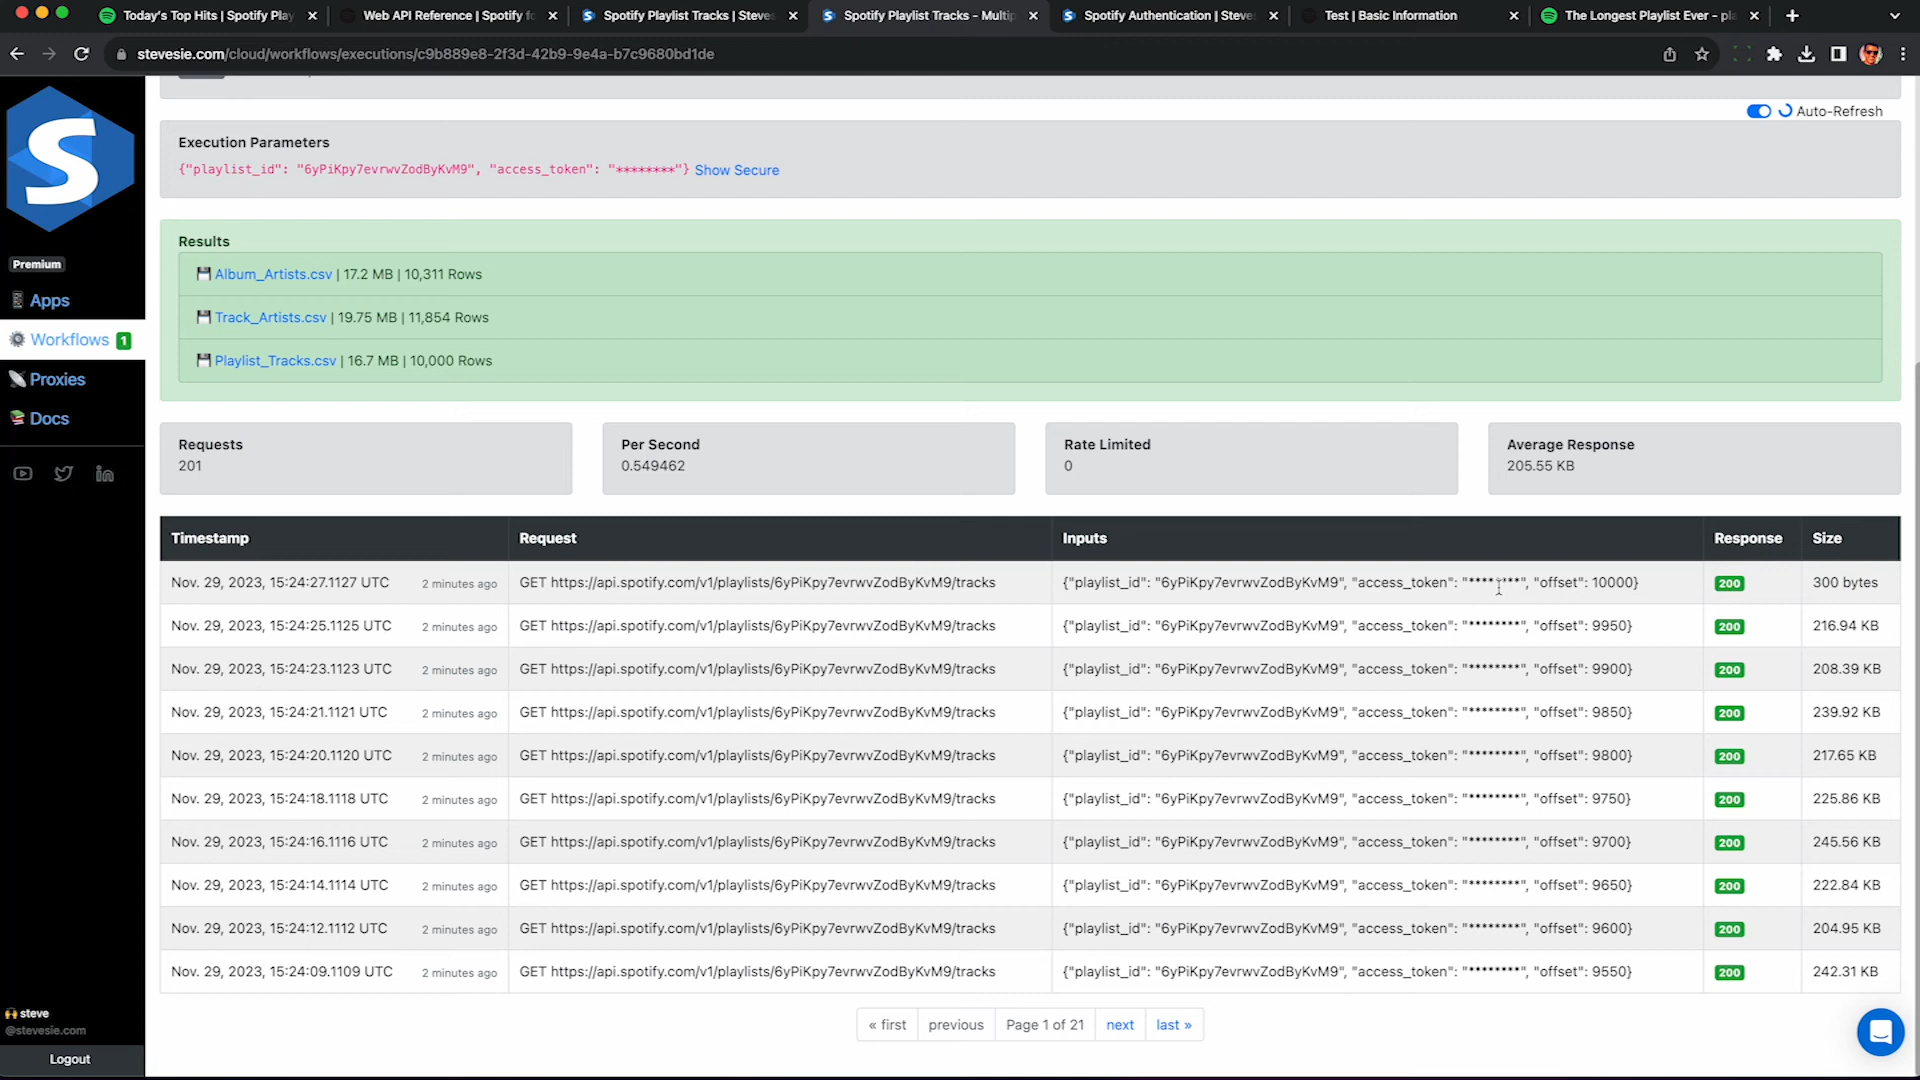 Today's Top Hits | Spotify Play
Web API Reference | Spotify fo
Spotify Playlist Tracks | Steves
Spotify Playlist Tracks - Multip
Spotify Authentication | Steve
Test | Basic Information
The Longest Playlist Ever - pla
stevesie.com/cloud/workflows/executions/c9b889e8-2f3d-42b9-9e4a-b7c9680bd1de
S
Premium
Apps
Workflows 1
Proxies
Docs
steve
@stevesie.com
Logout
Auto-Refresh
Execution Parameters
{"playlist_id": "6yPiKpy7evrwvZodByKvM9", "access_token": "********"} Show Secure
Results
Album_Artists.csv | 17.2 MB | 10,311 Rows
Track_Artists.csv | 19.75 MB | 11,854 Rows
Playlist_Tracks.csv | 16.7 MB | 10,000 Rows
Requests
201
Per Second
0.549462
Rate Limited
0
Average Response
205.55 KB
Timestamp Request Inputs Response Size
Nov. 29, 2023, 15:24:27.1127 UTC 2 minutes ago GET https://api.spotify.com/v1/playlists/6yPiKpy7evrwvZodByKvM9/tracks {"playlist_id": "6yPiKpy7evrwvZodByKvM9", "access_token": "********", "offset": 10000} 200 300 bytes
Nov. 29, 2023, 15:24:25.1125 UTC 2 minutes ago GET https://api.spotify.com/v1/playlists/6yPiKpy7evrwvZodByKvM9/tracks {"playlist_id": "6yPiKpy7evrwvZodByKvM9", "access_token": "********", "offset": 9950} 200 216.94 KB
Nov. 29, 2023, 15:24:23.1123 UTC 2 minutes ago GET https://api.spotify.com/v1/playlists/6yPiKpy7evrwvZodByKvM9/tracks {"playlist_id": "6yPiKpy7evrwvZodByKvM9", "access_token": "********", "offset": 9900} 200 208.39 KB
Nov. 29, 2023, 15:24:21.1121 UTC 2 minutes ago GET https://api.spotify.com/v1/playlists/6yPiKpy7evrwvZodByKvM9/tracks {"playlist_id": "6yPiKpy7evrwvZodByKvM9", "access_token": "********", "offset": 9850} 200 239.92 KB
Nov. 29, 2023, 15:24:20.1120 UTC 2 minutes ago GET https://api.spotify.com/v1/playlists/6yPiKpy7evrwvZodByKvM9/tracks {"playlist_id": "6yPiKpy7evrwvZodByKvM9", "access_token": "********", "offset": 9800} 200 217.65 KB
Nov. 29, 2023, 15:24:18.1118 UTC 2 minutes ago GET https://api.spotify.com/v1/playlists/6yPiKpy7evrwvZodByKvM9/tracks {"playlist_id": "6yPiKpy7evrwvZodByKvM9", "access_token": "********", "offset": 9750} 200 225.86 KB
Nov. 29, 2023, 15:24:16.1116 UTC 2 minutes ago GET https://api.spotify.com/v1/playlists/6yPiKpy7evrwvZodByKvM9/tracks {"playlist_id": "6yPiKpy7evrwvZodByKvM9", "access_token": "********", "offset": 9700} 200 245.56 KB
Nov. 29, 2023, 15:24:14.1114 UTC 2 minutes ago GET https://api.spotify.com/v1/playlists/6yPiKpy7evrwvZodByKvM9/tracks {"playlist_id": "6yPiKpy7evrwvZodByKvM9", "access_token": "********", "offset": 9650} 200 222.84 KB
Nov. 29, 2023, 15:24:12.1112 UTC 2 minutes ago GET https://api.spotify.com/v1/playlists/6yPiKpy7evrwvZodByKvM9/tracks {"playlist_id": "6yPiKpy7evrwvZodByKvM9", "access_token": "********", "offset": 9600} 200 204.95 KB
Nov. 29, 2023, 15:24:09.1109 UTC 2 minutes ago GET https://api.spotify.com/v1/playlists/6yPiKpy7evrwvZodByKvM9/tracks {"playlist_id": "6yPiKpy7evrwvZodByKvM9", "access_token": "********", "offset": 9550} 200 242.31 KB
« first previous Page 1 of 21 next last »